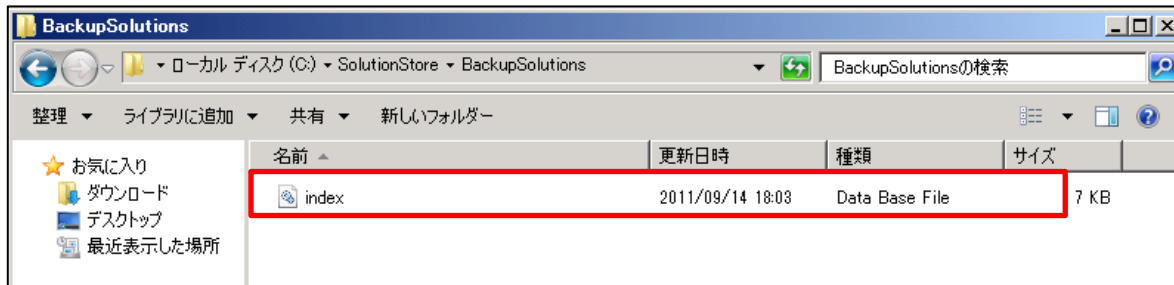 BackupSolutions
ローカル ディスク (C:) SolutionStore BackupSolutions BackupSolutionsの検索
整理 ライブラリに追加 共有 新しいフォルダー
お気に入り 名前 更新日時 種類 サイズ
ダウンロード index 2011/09/14 18:03 Data Base File 7 KB
デスクトップ
最近表示した場所